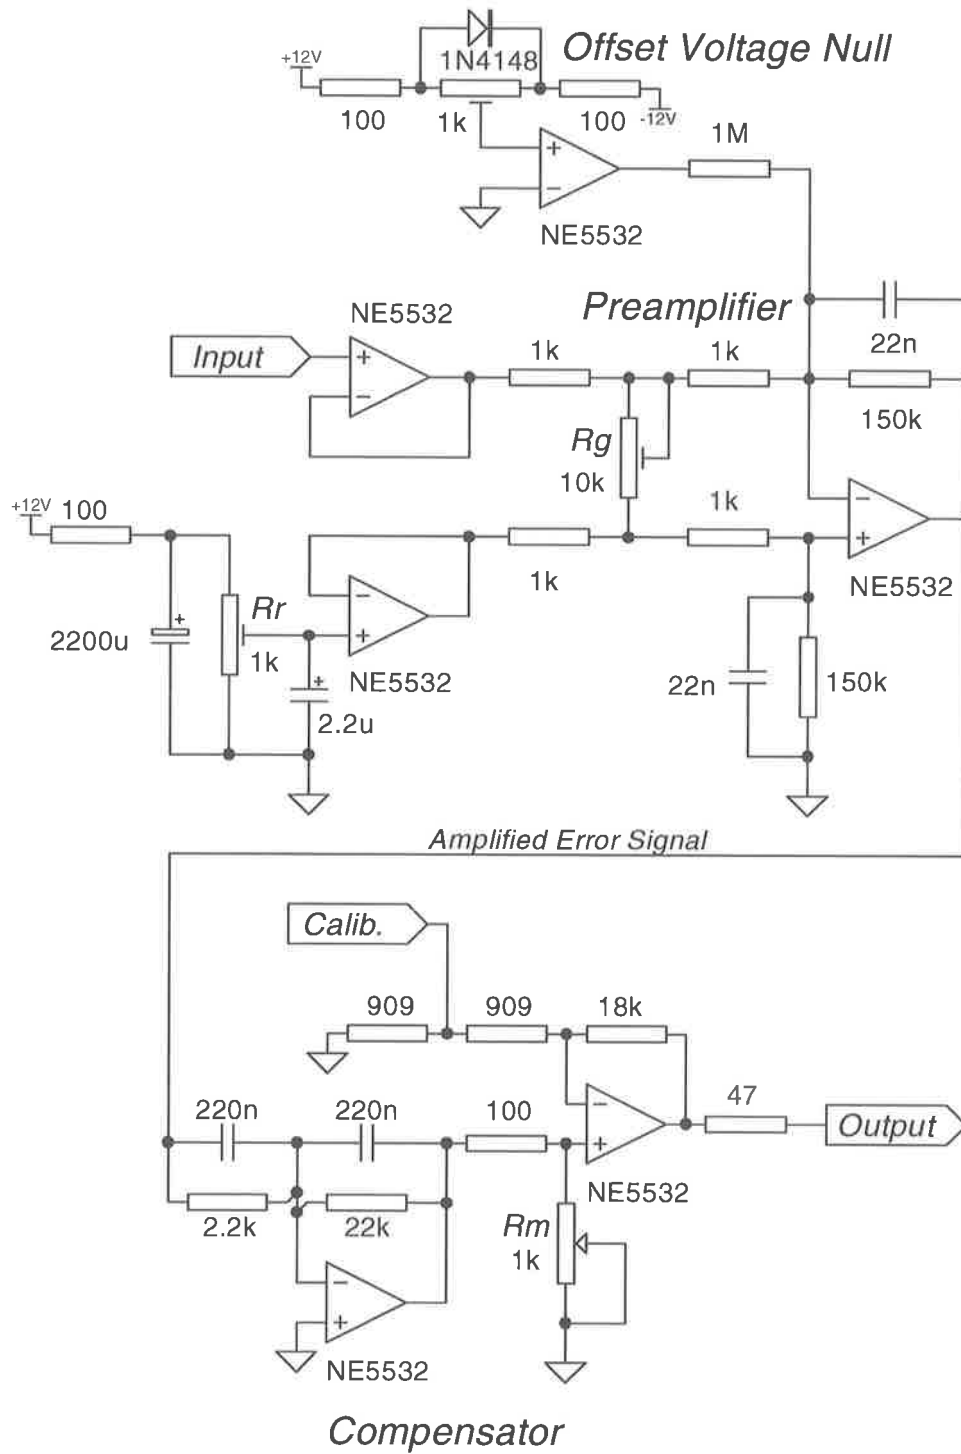 Offset Voltage Null
+12V
1N4148
100
1k
100
-12V
1M
NE5532
Preamplifier
NE5532
Input
1k
1k
22n
150k
Rg
10k
+12V
100
1k
1k
NE5532
Rr
1k
2200u
NE5532
2.2u
22n
150k
Amplified Error Signal
Calib.
909
909
18k
220n
220n
100
47
Output
NE5532
2.2k
22k
Rm
1k
NE5532
Compensator